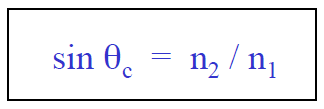 sin θc = n2 / n1